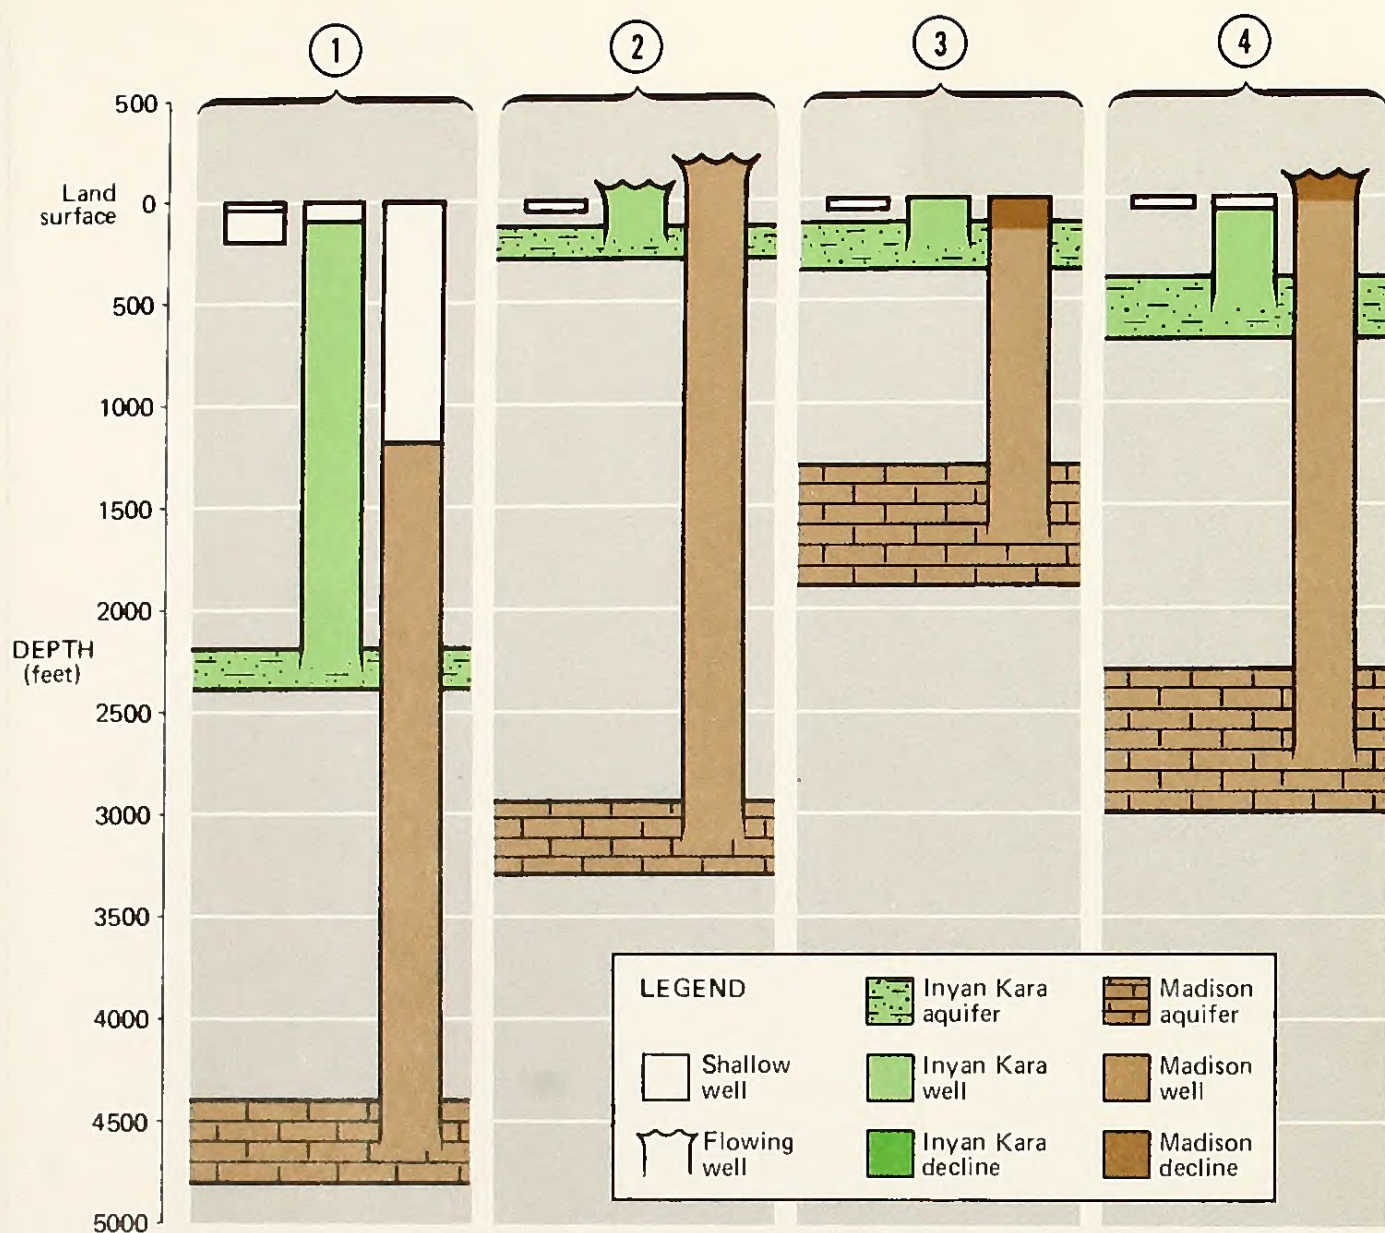 1
2
3
4
500
Land
surface
0
500
1000
1500
2000
DEPTH
(feet)
2500
3000
3500
4000
4500
5000
LEGEND
Shallow
well
Flowing
well
Inyan Kara
aquifer
Inyan Kara
well
Inyan Kara
decline
Madison
aquifer
Madison
well
Madison
decline